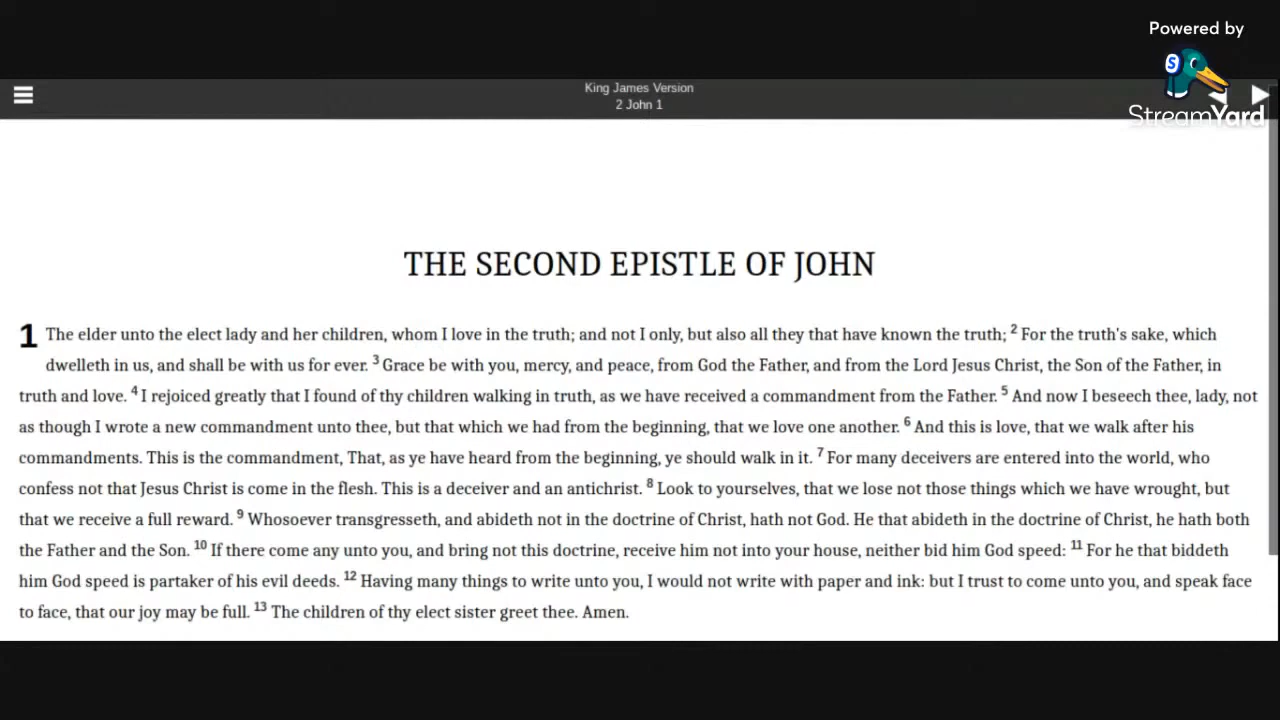 Powered by
StreamYard
King James Version
2 John 1
THE SECOND EPISTLE OF JOHN
1 The elder unto the elect lady and her children, whom I love in the truth; and not I only, but also all they that have known the truth; 2 For the truth's sake, which
dwelleth in us, and shall be with us for ever. 3 Grace be with you, mercy, and peace, from God the Father, and from the Lord Jesus Christ, the Son of the Father, in
truth and love. 4 I rejoiced greatly that I found of thy children walking in truth, as we have received a commandment from the Father. 5 And now I beseech thee, lady, not
as though I wrote a new commandment unto thee, but that which we had from the beginning, that we love one another. 6 And this is love, that we walk after his
commandments. This is the commandment, That, as ye have heard from the beginning, ye should walk in it. 7 For many deceivers are entered into the world, who
confess not that Jesus Christ is come in the flesh. This is a deceiver and an antichrist. 8 Look to yourselves, that we lose not those things which we have wrought, but
that we receive a full reward. 9 Whosoever transgresseth, and abideth not in the doctrine of Christ, hath not God. He that abideth in the doctrine of Christ, he hath both
the Father and the Son. 10 If there come any unto you, and bring not this doctrine, receive him not into your house, neither bid him God speed: 11 For he that biddeth
him God speed is partaker of his evil deeds. 12 Having many things to write unto you, I would not write with paper and ink: but I trust to come unto you, and speak face
to face, that our joy may be full. 13 The children of thy elect sister greet thee. Amen.